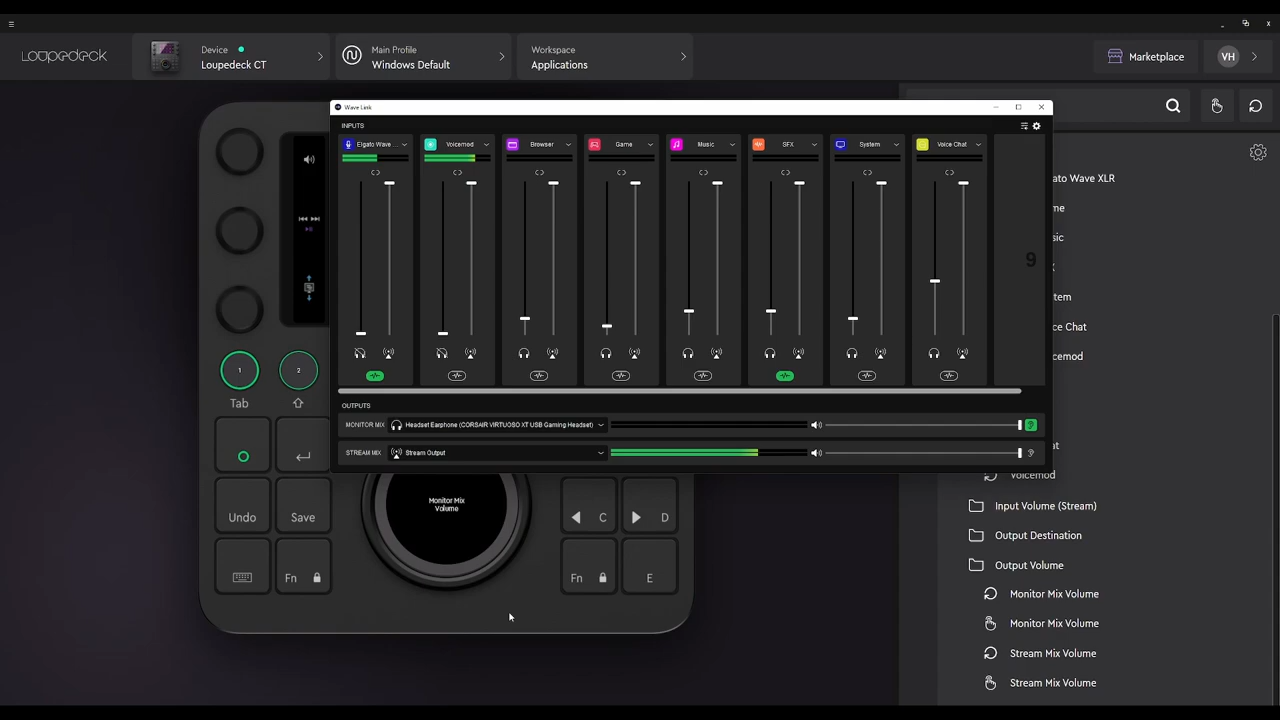 Loupedeck
Device
Loupedeck CT
Main Profile
Windows Default
Workspace
Applications
Marketplace
VH
Wave Link
INPUTS
Elgato Wave ...
Voicemod
Browser
Game
Music
SFX
System
Voice Chat
9
OUTPUTS
MONITOR MIX
Headset Earphone (CORSAIR VIRTUOSO XT USB Gaming Headset)
STREAM MIX
Stream Output
1
2
Tab
Undo
Save
Fn
Monitor Mix
Volume
C
D
Fn
E
gato Wave XLR
me
sic
X
tem
ice Chat
cemod
at
Voicemod
Input Volume (Stream)
Output Destination
Output Volume
Monitor Mix Volume
Monitor Mix Volume
Stream Mix Volume
Stream Mix Volume